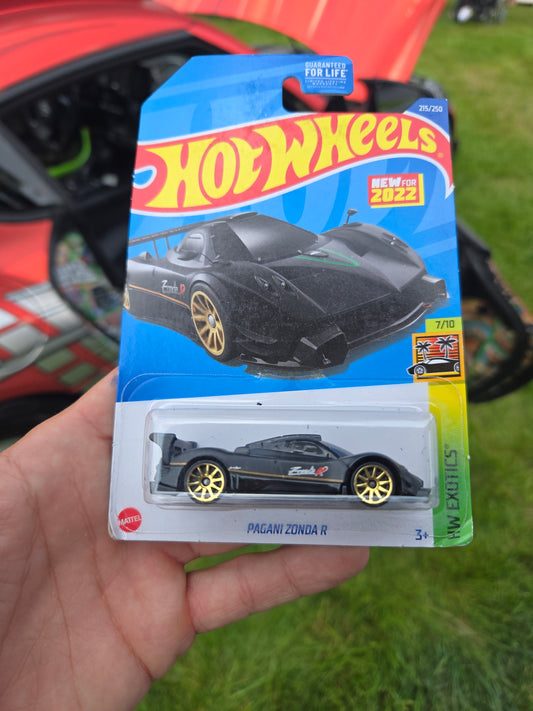 GUARANTEED
FOR LIFE
215/250
HOT WHEELS
NEW FOR
2022
Zonda R
7/10
Zonda R
HW EXOTICS
MATTEL
PAGANI ZONDA R
3+